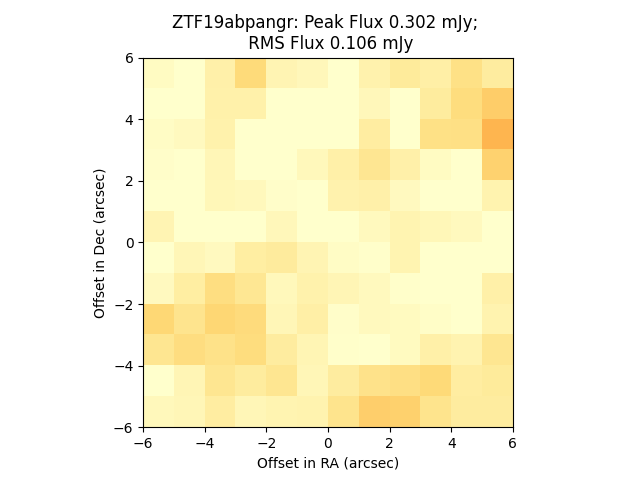 ZTF19abpangr: Peak Flux 0.302 mJy;
RMS Flux 0.106 mJy
6
4
2
0
−2
−4
−6
Offset in Dec (arcsec)
−6 −4 −2 0 2 4 6
Offset in RA (arcsec)